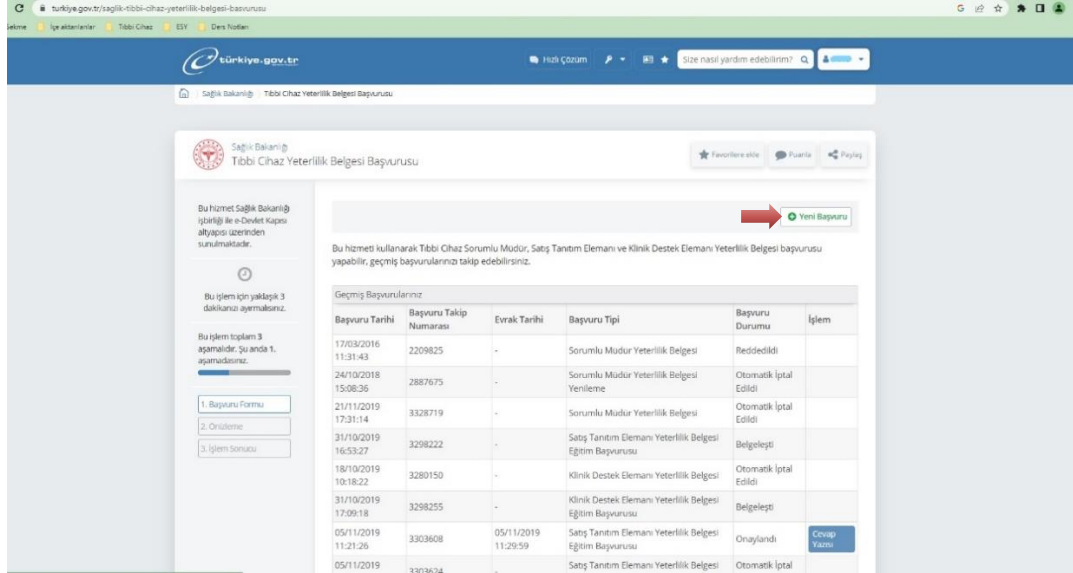 turkiye.gov.tr/saglik-tibbi-cihaz-yeterlilik-belgesi-basvurusu
Sekme İçe aktarılanlar Tıbbi Cihaz ESY Ders Notları
türkiye.gov.tr
Hızlı Çözüm
Size nasıl yardım edebilirim?
Sağlık Bakanlığı Tıbbi Cihaz Yeterlilik Belgesi Başvurusu
Sağlık Bakanlığı
Tıbbi Cihaz Yeterlilik Belgesi Başvurusu
Favorilere ekle Puanla Paylaş
Bu hizmet Sağlık Bakanlığı
işbirliği ile e-Devlet Kapısı
altyapısı üzerinden
sunulmaktadır.
Bu işlem için yaklaşık 3
dakikanızı ayırmalısınız.
Bu işlem toplam 3
aşamalıdır. Şu anda 1.
aşamadasınız.
1. Başvuru Formu
2. Önizleme
3. İşlem Sonucu
Yeni Başvuru
Bu hizmeti kullanarak Tıbbi Cihaz Sorumlu Müdür, Satış Tanıtım Elemanı ve Klinik Destek Elemanı Yeterlilik Belgesi başvurusu
yapabilir, geçmiş başvurularınızı takip edebilirsiniz.
Geçmiş Başvurularınız
Başvuru Tarihi Başvuru Takip Numarası Evrak Tarihi Başvuru Tipi Başvuru Durumu İşlem
17/03/2016 11:31:43 2209825 - Sorumlu Müdür Yeterlilik Belgesi Reddedildi
24/10/2018 15:08:36 2887675 - Sorumlu Müdür Yeterlilik Belgesi Yenileme Otomatik İptal Edildi
21/11/2019 17:31:14 3328719 - Sorumlu Müdür Yeterlilik Belgesi Otomatik İptal Edildi
31/10/2019 16:53:27 3298222 - Satış Tanıtım Elemanı Yeterlilik Belgesi Eğitim Başvurusu Belgeleşti
18/10/2019 10:18:22 3280150 - Klinik Destek Elemanı Yeterlilik Belgesi Otomatik İptal Edildi
31/10/2019 17:09:18 3298255 - Klinik Destek Elemanı Yeterlilik Belgesi Eğitim Başvurusu Belgeleşti
05/11/2019 11:21:26 3303608 05/11/2019 11:29:59 Satış Tanıtım Elemanı Yeterlilik Belgesi Eğitim Başvurusu Onaylandı Cevap Yazısı
05/11/2019 3303624 - Satış Tanıtım Elemanı Yeterlilik Belgesi Otomatik İptal